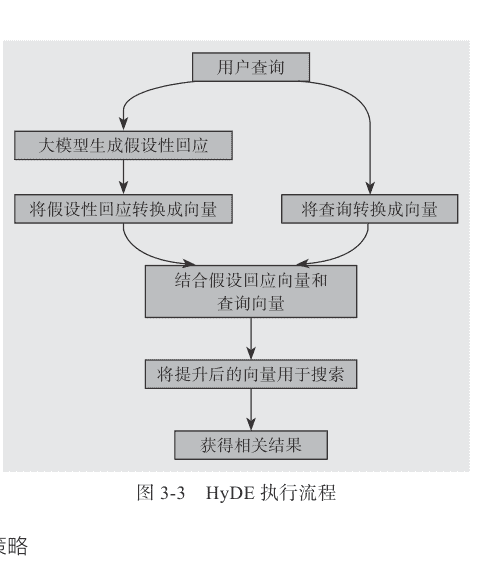 用户查询
大模型生成假设性回应
将假设性回应转换成向量
将查询转换成向量
结合假设回应向量和
查询向量
将提升后的向量用于搜索
获得相关结果
图 3-3 HyDE 执行流程
策略